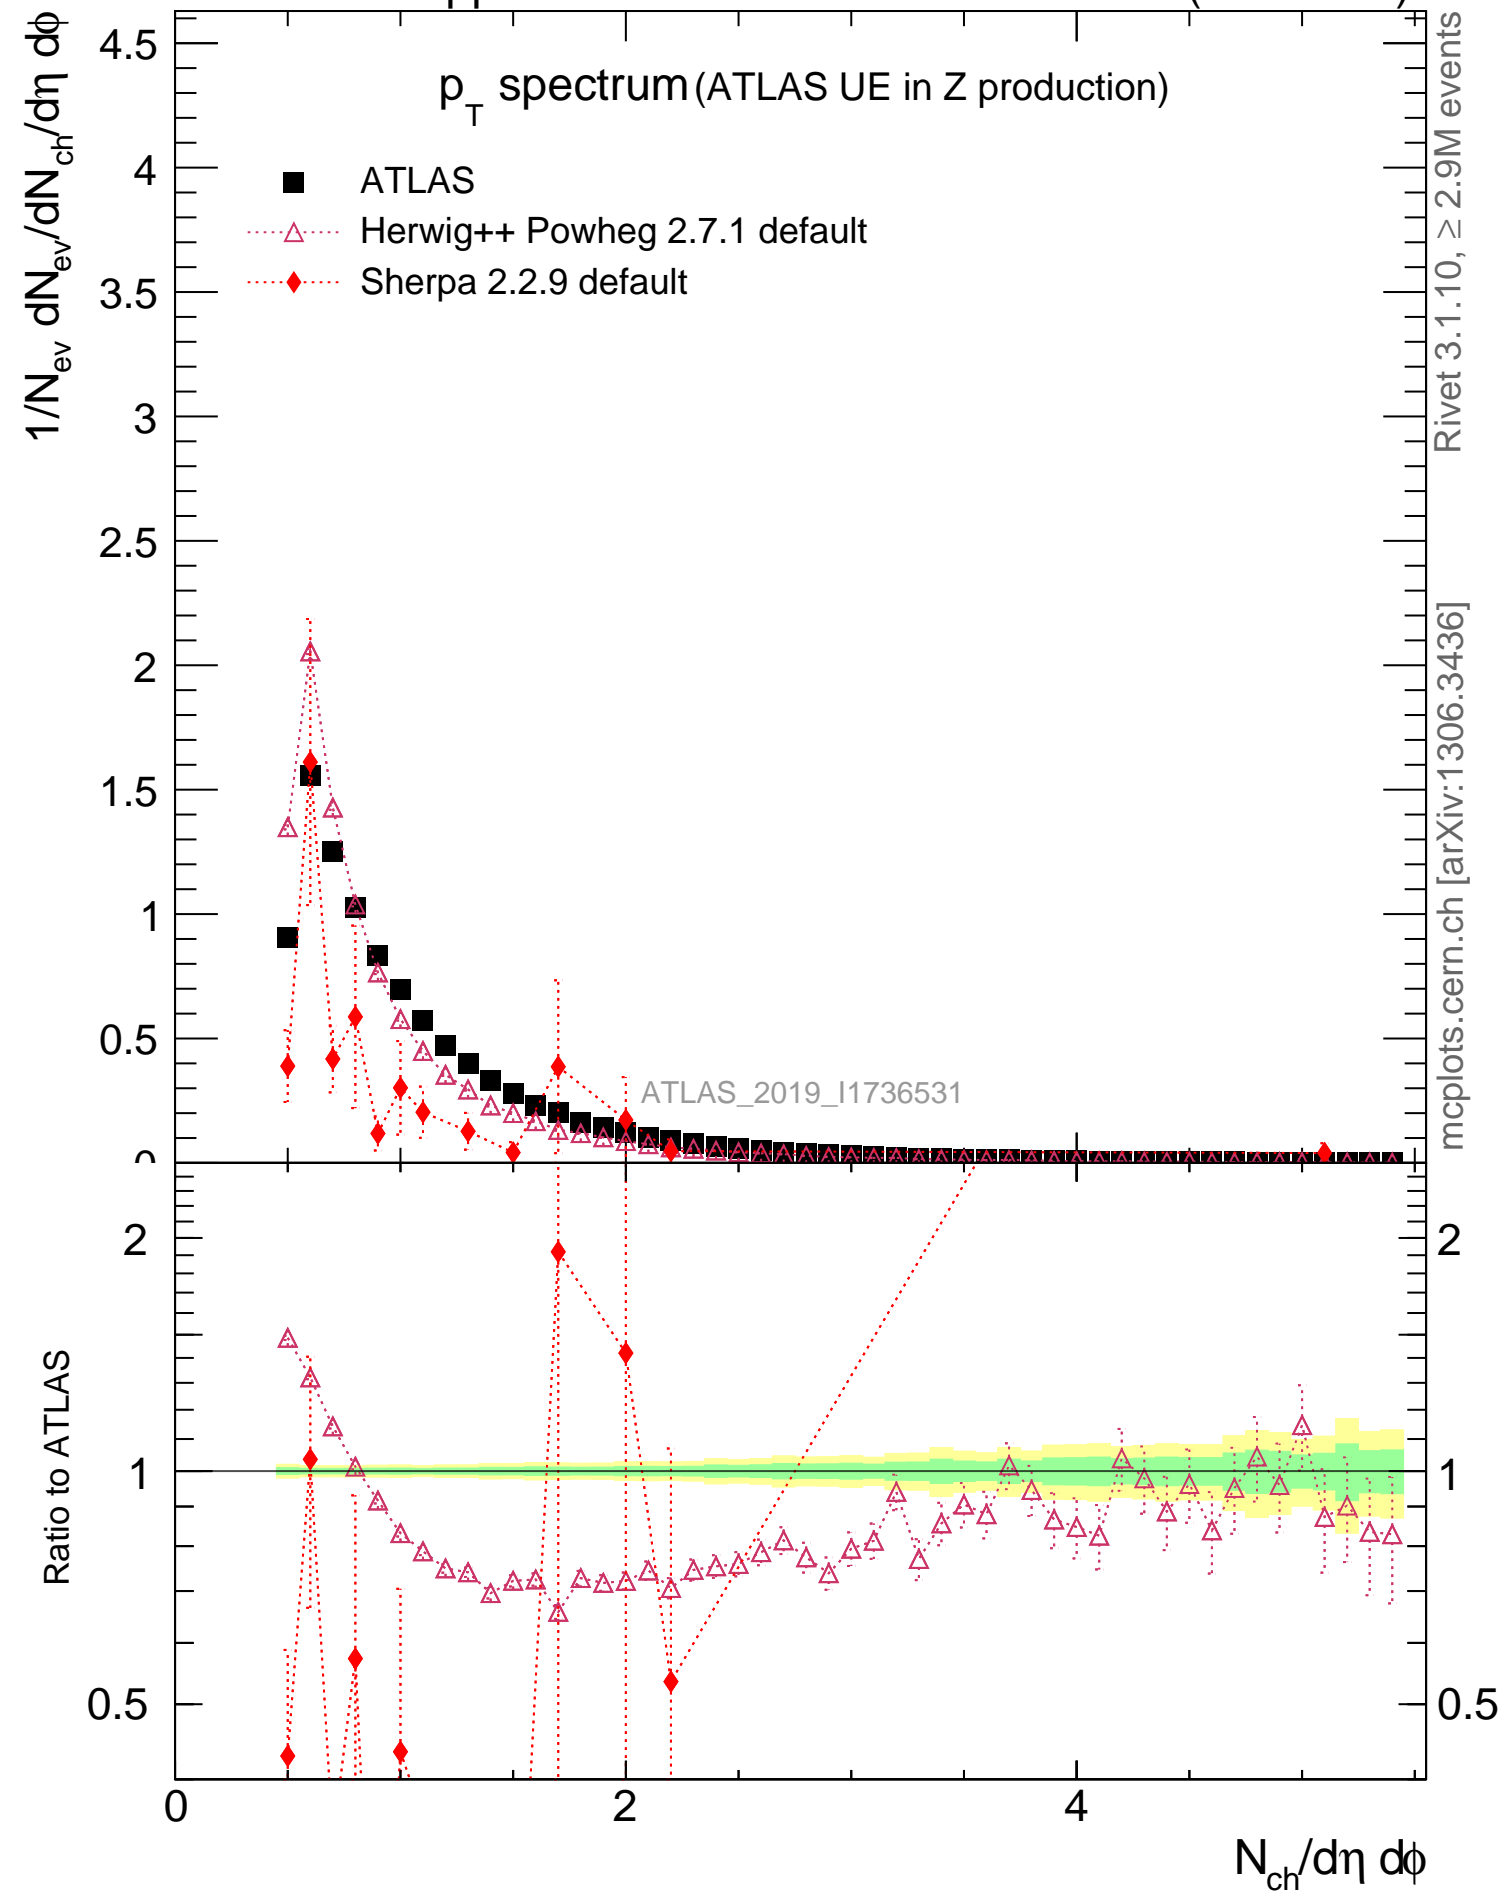 1/N_ev dN_ev/dN_ch/dη dϕ
p_T spectrum (ATLAS UE in Z production)
ATLAS
Herwig++ Powheg 2.7.1 default
Sherpa 2.2.9 default
4.5
4
3.5
3
2.5
2
1.5
1
0.5
0
ATLAS_2019_I1736531
Rivet 3.1.10, ≥ 2.9M events
mcplots.cern.ch [arXiv:1306.3436]
Ratio to ATLAS
2
1
0.5
2
1
0.5
0
2
4
N_ch/dη dϕ